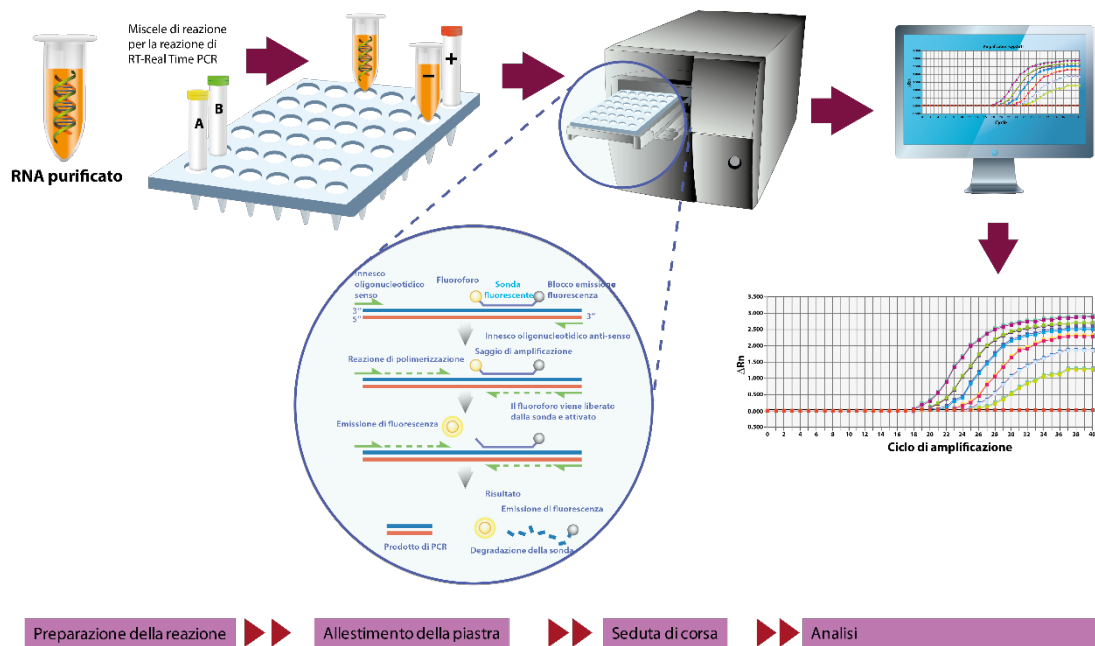 Miscele di reazione
per la reazione di
RT-Real Time PCR
RNA purificato
A
B
−
+
Innesco
oligonucleotidico
senso
Fluoroforo
Sonda
fluorescente
Blocco emissione
fluorescenza
3"
5"
3"
Innesco oligonucleotidico anti-senso
Reazione di polimerizzazione
Saggio di amplificazione
Il fluoroforo viene liberato
dalla sonda e attivato
Emissione di fluorescenza
Risultato
Emissione di fluorescenza
Prodotto di PCR
Degradazione della sonda
Cycle
ΔRn
3.500
3.000
2.500
2.000
1.500
1.000
0.500
0.000
0.500
0 2 4 6 8 10 12 14 16 18 20 22 24 26 28 30 32 34 36 38 40
Ciclo di amplificazione
Preparazione della reazione
Allestimento della piastra
Seduta di corsa
Analisi